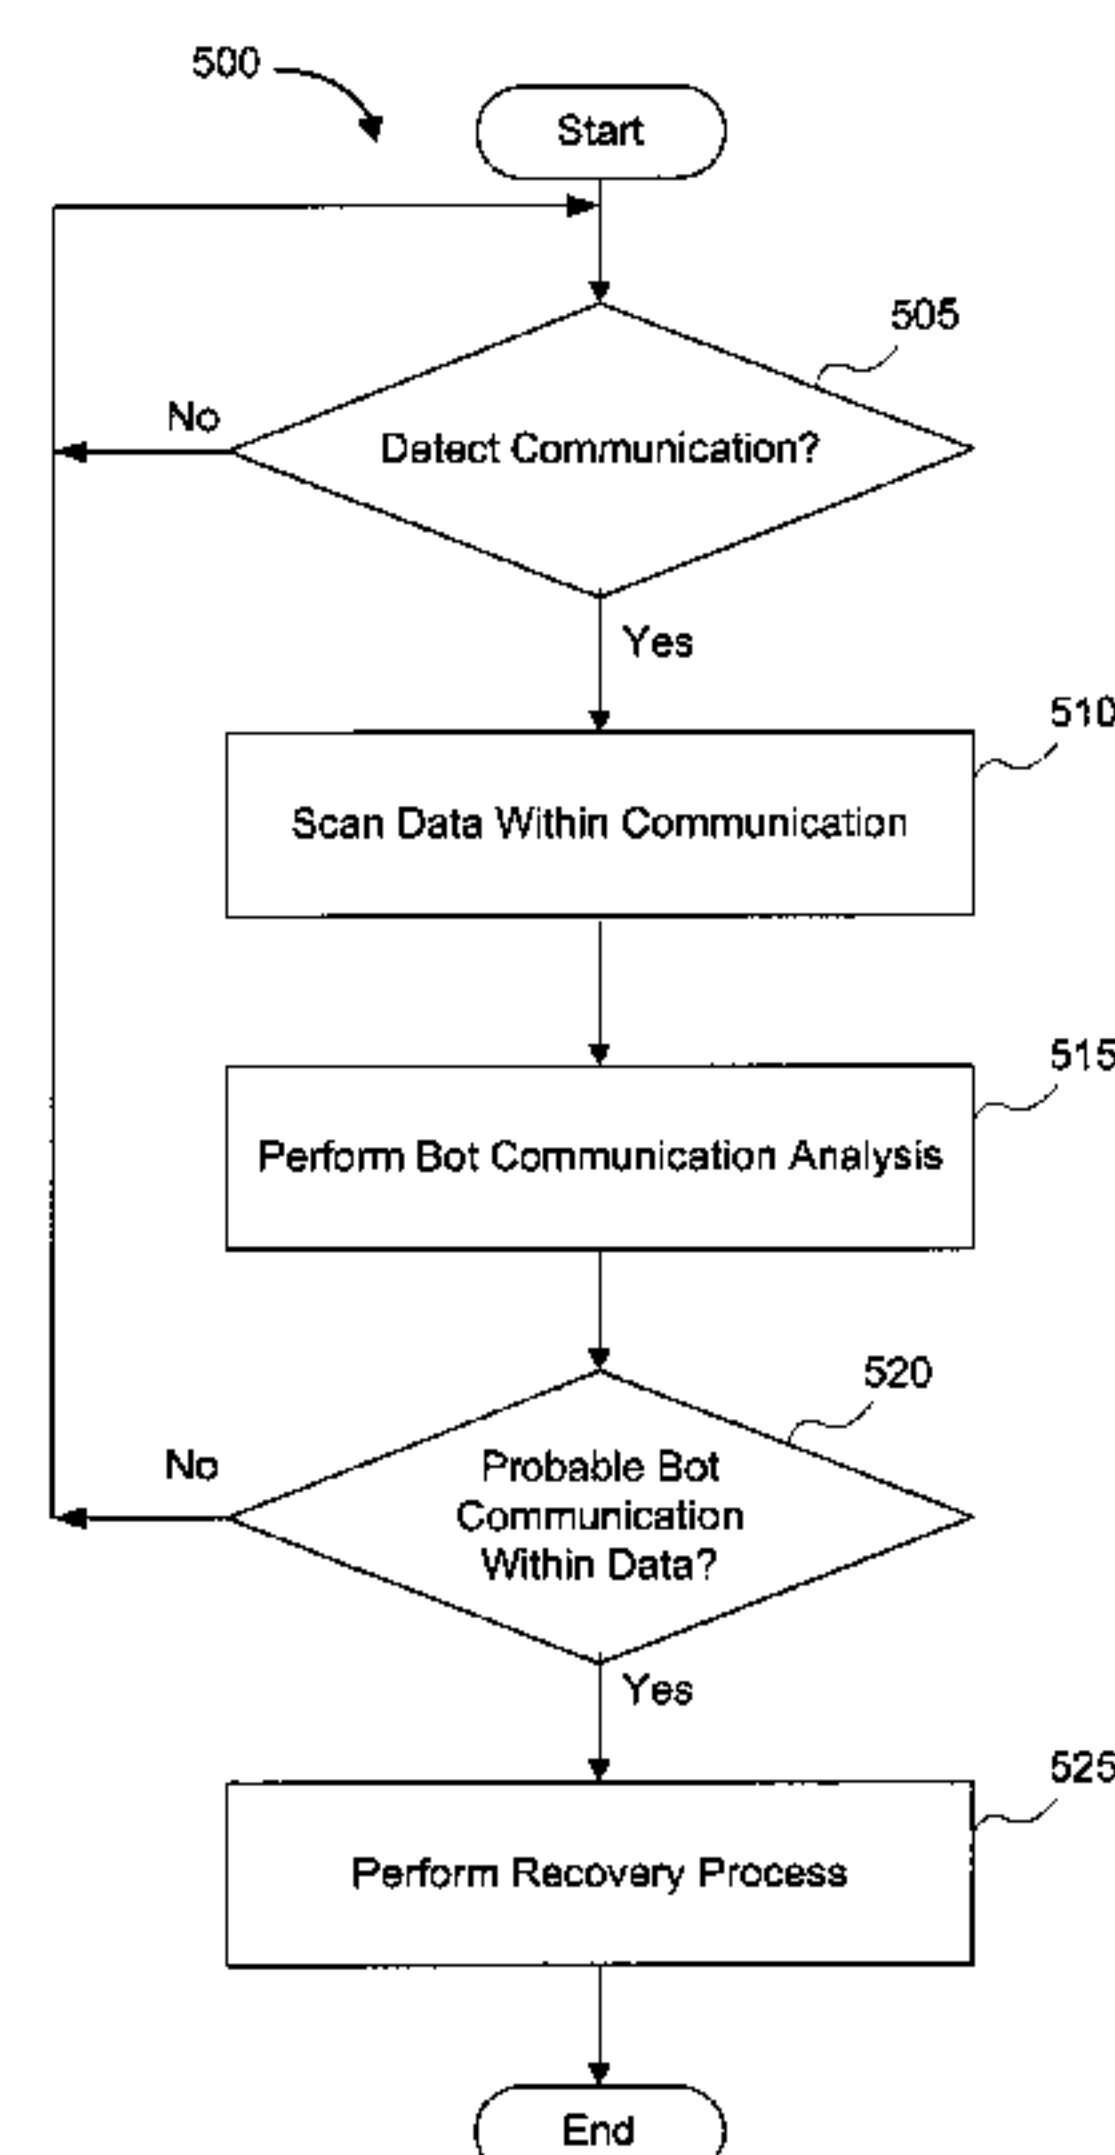 500
Start
505
No
Detect Communication?
Yes
510
Scan Data Within Communication
515
Perform Bot Communication Analysis
520
No
Probable Bot
Communication
Within Data?
Yes
525
Perform Recovery Process
End